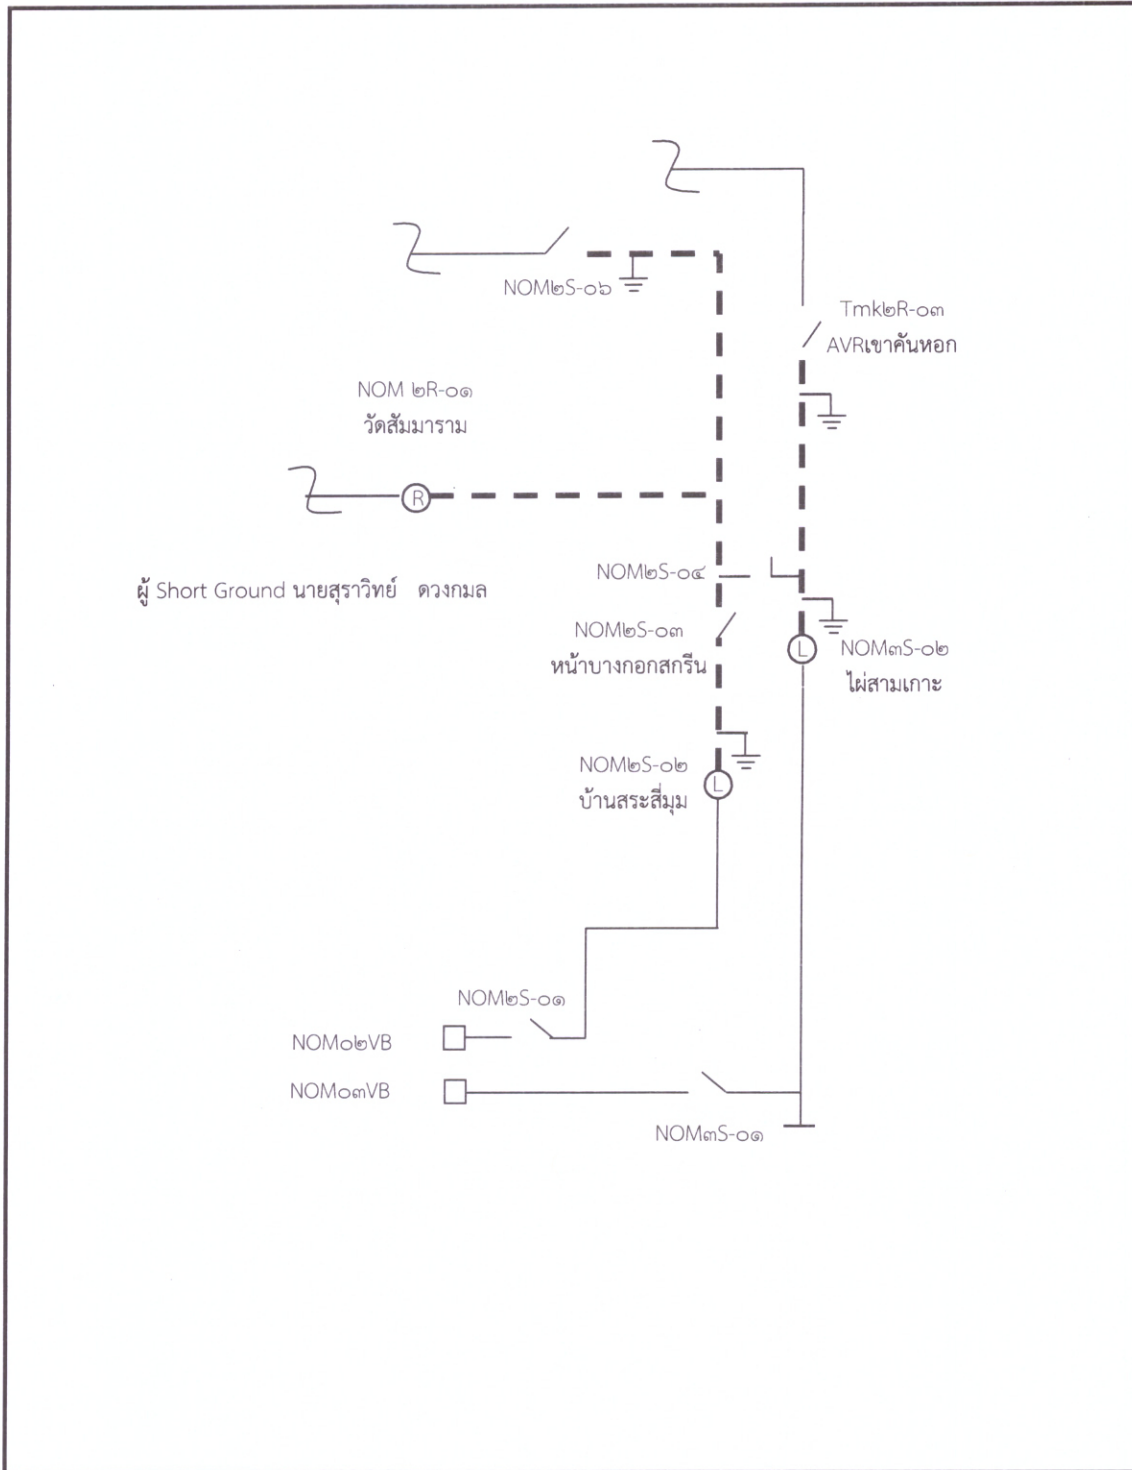 NOM๒S-๐๖
Tmk๒R-๐๓
AVRเขาคันหอก
NOM ๒R-๐๑
วัดสัมมาราม
R
NOM๒S-๐๔
ผู้ Short Ground นายสุราวิทย์ ดวงกมล
NOM๒S-๐๓
หน้าบางกอกสกรีน
L
NOM๓S-๐๒
ไผ่สามเกาะ
NOM๒S-๐๒
บ้านสระสี่มุม
L
NOM๒S-๐๑
NOM๐๒VB
NOM๐๓VB
NOM๓S-๐๑